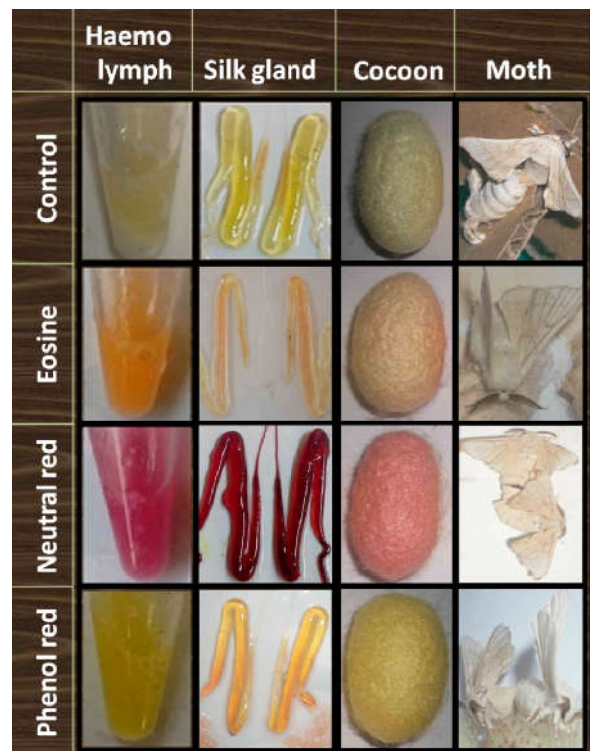 Haemo
lymph
Silk gland
Cocoon
Moth
Control
Eosine
Neutral red
Phenol red